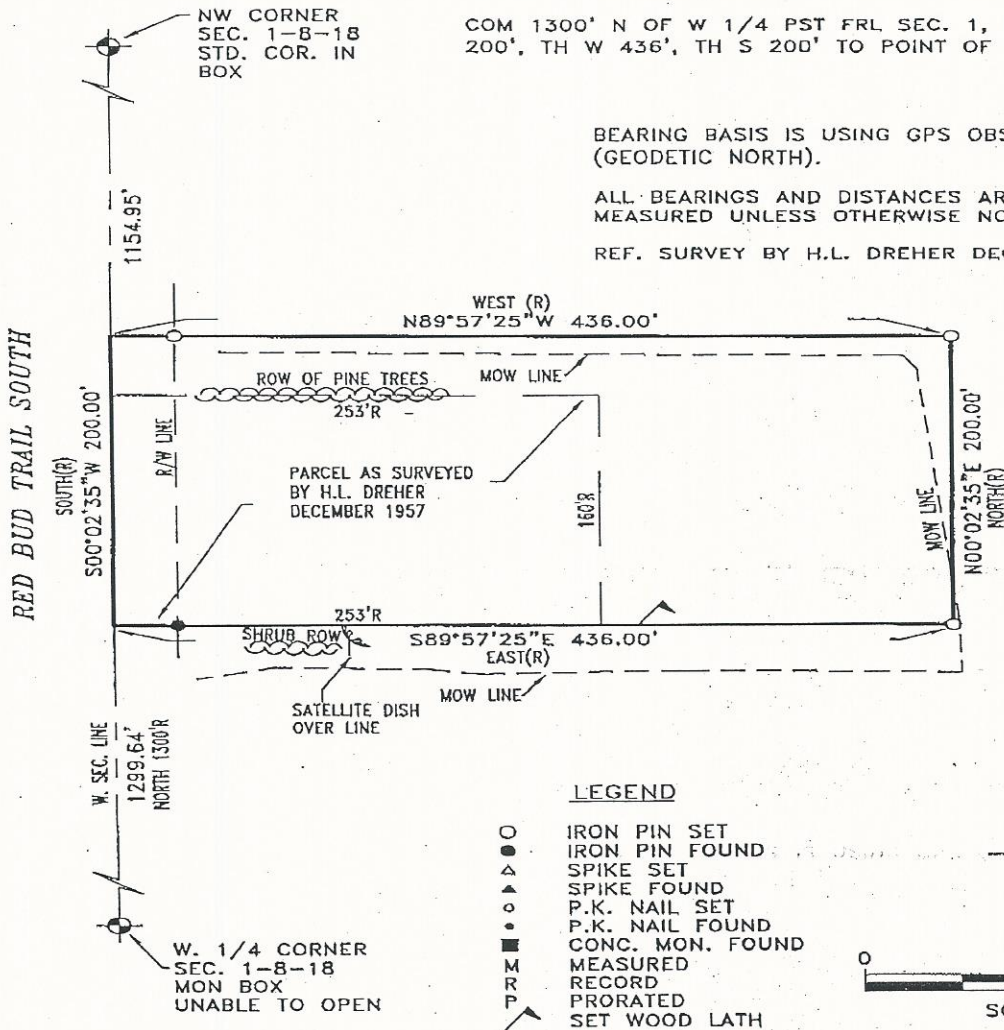 NW CORNER
SEC. 1-8-18
STD. COR. IN
BOX
COM 1300' N OF W 1/4 PST FRL SEC. 1,
200', TH W 436', TH S 200' TO POINT OF
BEARING BASIS IS USING GPS OBS
(GEODETIC NORTH).
ALL BEARINGS AND DISTANCES AR
MEASURED UNLESS OTHERWISE NO
REF. SURVEY BY H.L. DREHER DE
1154.95'
WEST (R)
N89°57'25"W 436.00'
MOW LINE
ROW OF PINE TREES
253'R
RED BUD TRAIL SOUTH
SOUTH(R)
S00°02'35"W 200.00'
R/W LINE
PARCEL AS SURVEYED
BY H.L. DREHER
DECEMBER 1957
160'R
MOW LINE
N00°02'35"E 200.00'
NORTH(R)
253'R
SHRUB ROW
S89°57'25"E 436.00'
EAST(R)
MOW LINE
SATELLITE DISH
OVER LINE
W. SEC. LINE
1299.64'
NORTH 1300'R
W. 1/4 CORNER
SEC. 1-8-18
MON BOX
UNABLE TO OPEN
LEGEND
IRON PIN SET
IRON PIN FOUND
SPIKE SET
SPIKE FOUND
P.K. NAIL SET
P.K. NAIL FOUND
CONC. MON. FOUND
M MEASURED
R RECORD
P PRORATED
SET WOOD LATH
0